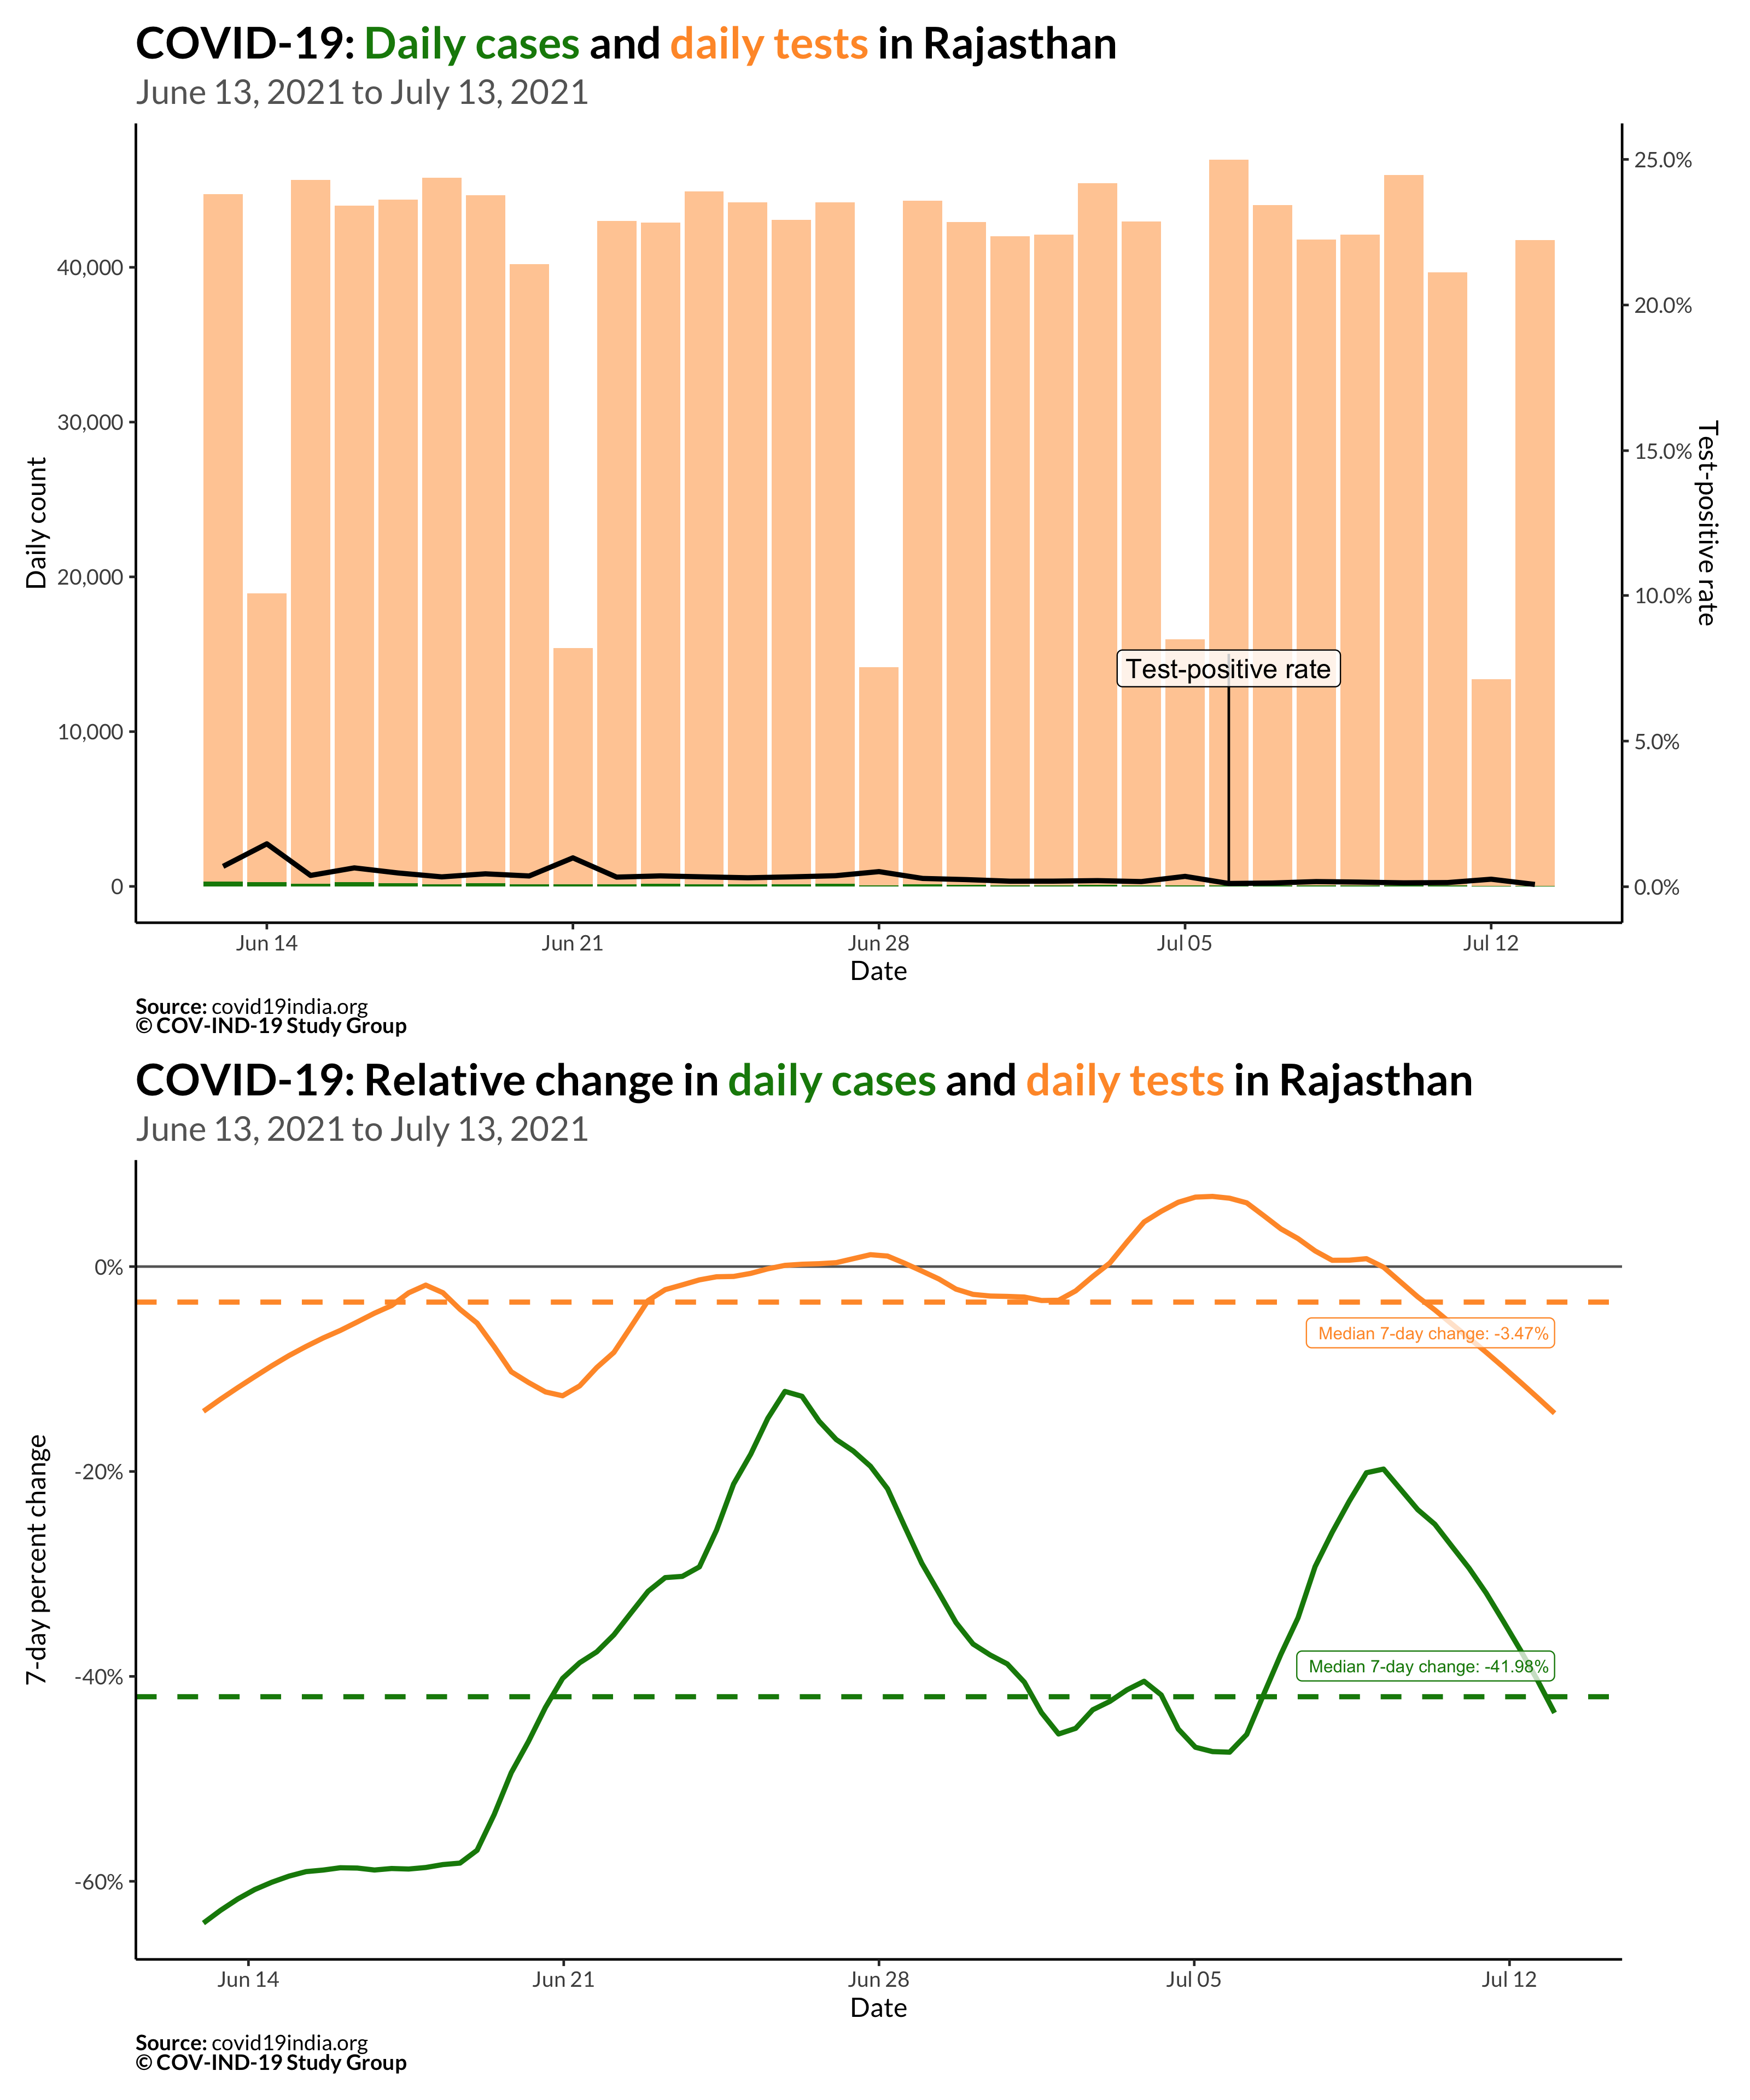 COVID-19: Daily cases and daily tests in Rajasthan
June 13, 2021 to July 13, 2021
Daily count
40,000
30,000
20,000
10,000
0
25.0%
20.0%
15.0%
10.0%
5.0%
0.0%
Test-positive rate
Test-positive rate
Jun 14
Jun 21
Jun 28
Jul 05
Jul 12
Date
Source: covid19india.org
© COV-IND-19 Study Group
COVID-19: Relative change in daily cases and daily tests in Rajasthan
June 13, 2021 to July 13, 2021
7-day percent change
0%
-20%
-40%
-60%
Median 7-day change: -3.47%
Median 7-day change: -41.98%
Jun 14
Jun 21
Jun 28
Jul 05
Jul 12
Date
Source: covid19india.org
© COV-IND-19 Study Group